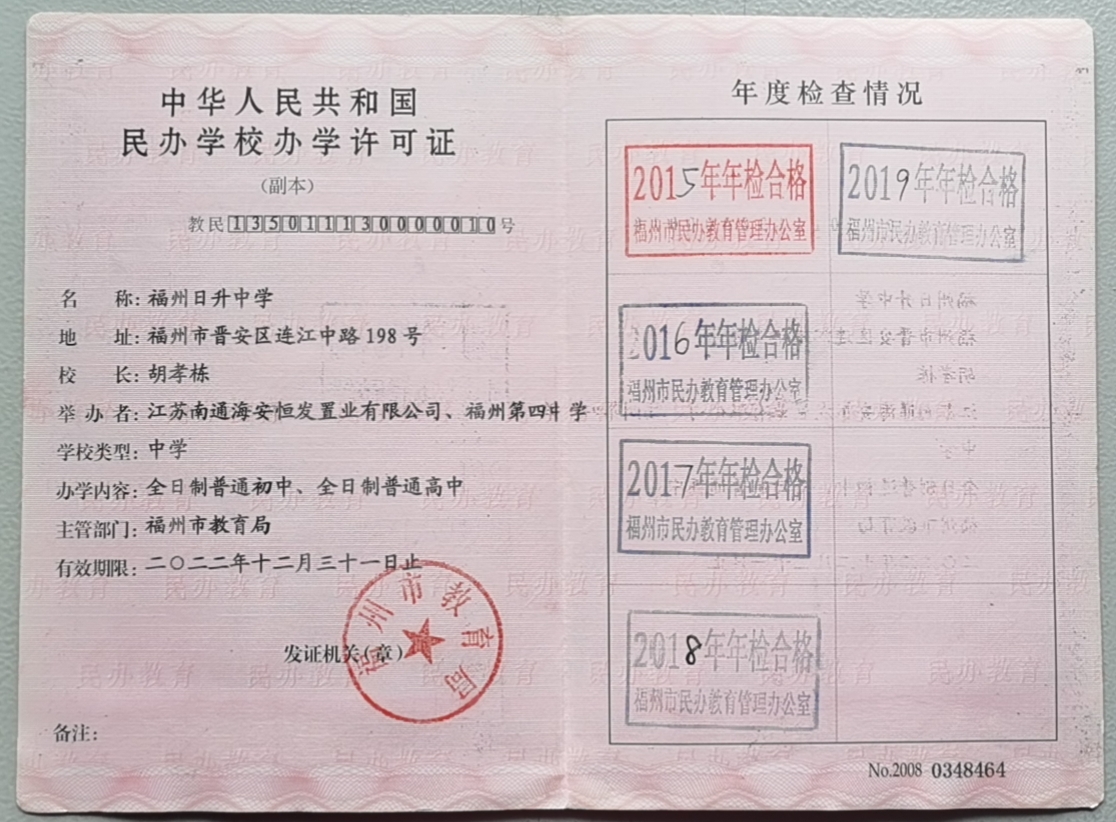 中华人民共和国
民办学校办学许可证
（副本）
教民135011130000010号
名 称：福州日升中学
地 址：福州市晋安区连江中路198号
校 长：胡孝栋
举办者：江苏南通海安恒发置业有限公司、福州第四中学
学校类型：中学
办学内容：全日制普通初中、全日制普通高中
主管部门：福州市教育局
有效期限：二〇二二年十二月三十一日止
发证机关（章）
福州市教育局
备注：
年度检查情况
2015年年检合格
福州市民办教育管理办公室
2019年年检合格
福州市民办教育管理办公室
2016年年检合格
福州市民办教育管理办公室
2017年年检合格
福州市民办教育管理办公室
2018年年检合格
福州市民办教育管理办公室
No.2008 0348464